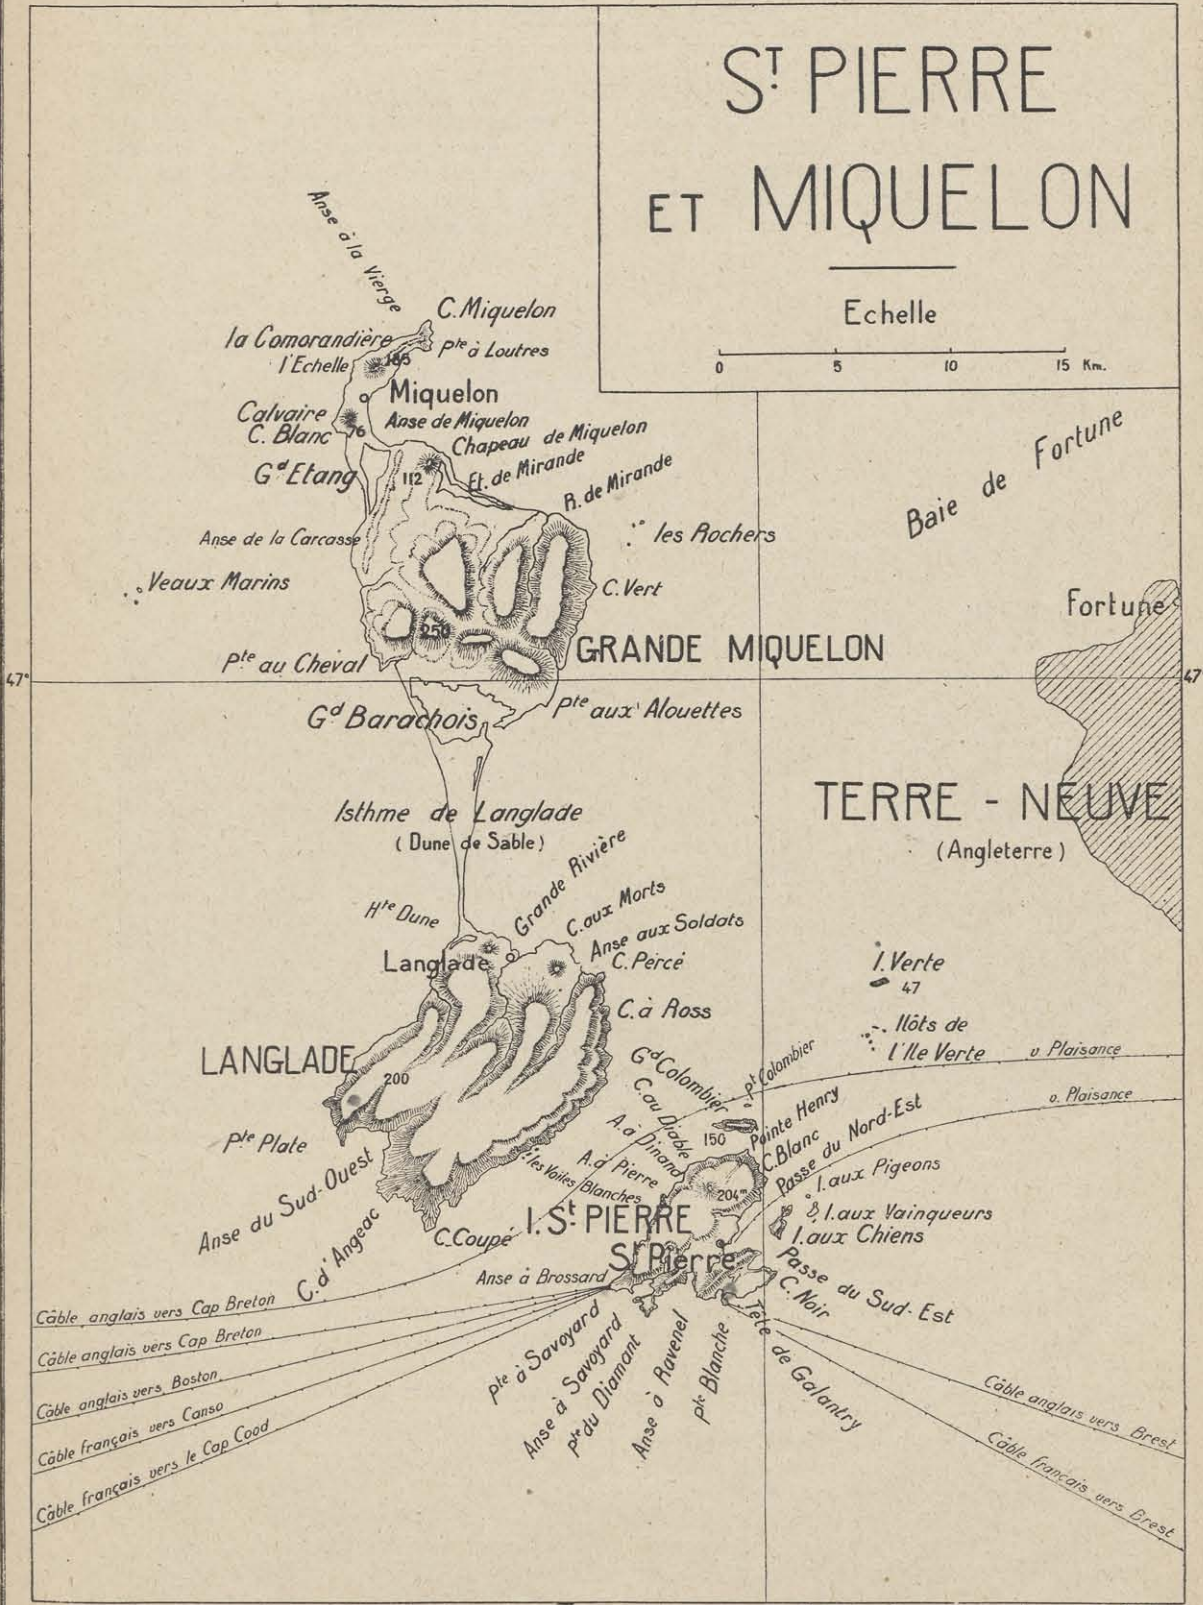 ST. PIERRE
ET MIQUELON
Echelle
0 5 10 15 Km.
Anse à la Vierge
C. Miquelon
la Comorandière
Pte à Loutres
l'Echelle
185
Miquelon
Calvaire
Anse de Miquelon
C. Blanc
76
Chapeau de Miquelon
Gd Etang
112
Et. de Mirande
R. de Mirande
Baie de Fortune
les Rochers
Anse de la Carcasse
Veaux Marins
C. Vert
Fortune
250
GRANDE MIQUELON
Pte au Cheval
47°
47
Gd Barachois
Pte aux Alouettes
TERRE - NEUVE
(Angleterre)
Isthme de Langlade
(Dune de Sable)
Grande Rivière
Hte Dune
C. aux Morts
Anse aux Soldats
Langlade
C. Percé
I. Verte
47
C. à Ross
Ilôts de
l'Ile Verte
v Plaisance
LANGLADE
200
Gd Colombier
Pt Colombier
v. Plaisance
C. au Diable
150
Pointe Henry
A. à Dinand
C. Blanc
Passe du Nord-Est
Pte Plate
A. à Pierre
les Voiles Blanches
204m
I. aux Pigeons
Anse du Sud-Ouest
I. aux Vainqueurs
C. Coupé
I. St. PIERRE
I. aux Chiens
C. d'Angeac
St Pierre
Anse à Brossard
Passe du Sud-Est
C. Noir
Tête de Galantry
Pte à Savoyard
Anse à Savoyard
Pte du Diamant
Anse à Ravenel
Pte Blanche
Câble anglais vers Cap Breton
Câble anglais vers Cap Breton
Câble anglais vers Boston
Câble français vers Canso
Câble français vers le Cap Cood
Câble anglais vers Brest
Câble français vers Brest